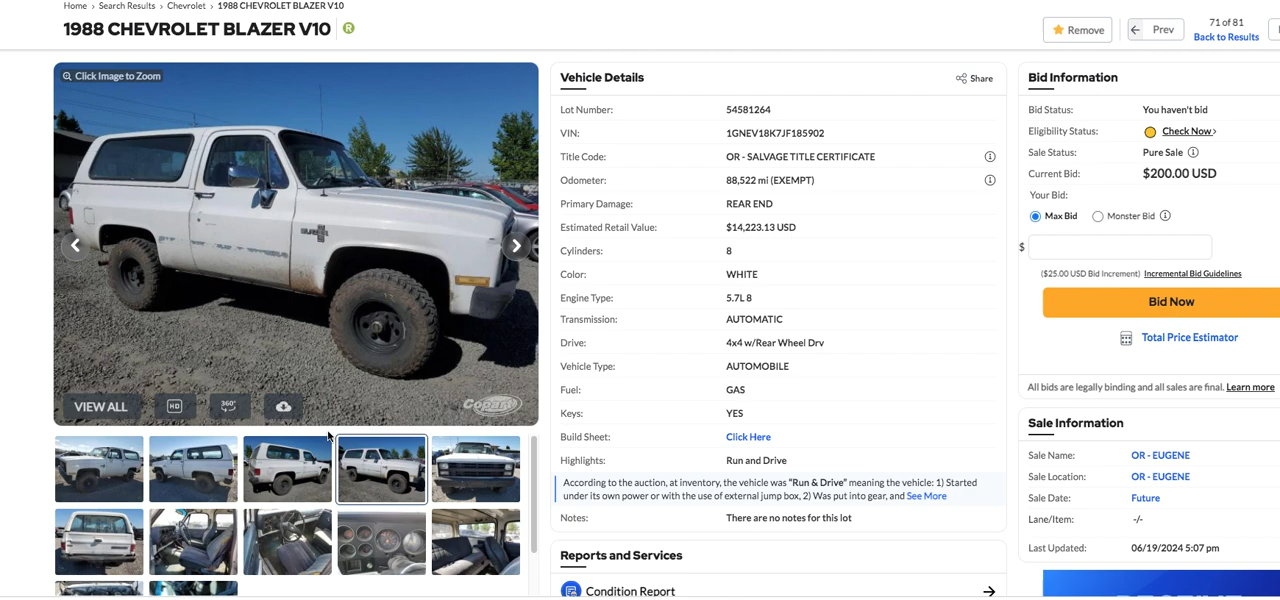 Home > Search Results > Chevrolet > 1988 CHEVROLET BLAZER V10
1988 CHEVROLET BLAZER V10 R
Remove
Prev
71 of 81
Back to Results
Click Image to Zoom
VIEW ALL
HD
360°
Copart
Vehicle Details
Share
Lot Number: 54581264
VIN: 1GNEV18K7JF185902
Title Code: OR - SALVAGE TITLE CERTIFICATE
Odometer: 88,522 mi (EXEMPT)
Primary Damage: REAR END
Estimated Retail Value: $14,223.13 USD
Cylinders: 8
Color: WHITE
Engine Type: 5.7L 8
Transmission: AUTOMATIC
Drive: 4x4 w/Rear Wheel Drv
Vehicle Type: AUTOMOBILE
Fuel: GAS
Keys: YES
Build Sheet: Click Here
Highlights: Run and Drive
According to the auction, at inventory, the vehicle was "Run & Drive" meaning the vehicle: 1) Started
under its own power or with the use of external jump box, 2) Was put into gear, and See More
Notes: There are no notes for this lot
Reports and Services
Condition Report
Bid Information
Bid Status: You haven't bid
Eligibility Status: Check Now >
Sale Status: Pure Sale
Current Bid: $200.00 USD
Your Bid:
Max Bid Monster Bid
$
($25.00 USD Bid Increment) Incremental Bid Guidelines
Bid Now
Total Price Estimator
All bids are legally binding and all sales are final. Learn more
Sale Information
Sale Name: OR - EUGENE
Sale Location: OR - EUGENE
Sale Date: Future
Lane/Item: -/-
Last Updated: 06/19/2024 5:07 pm